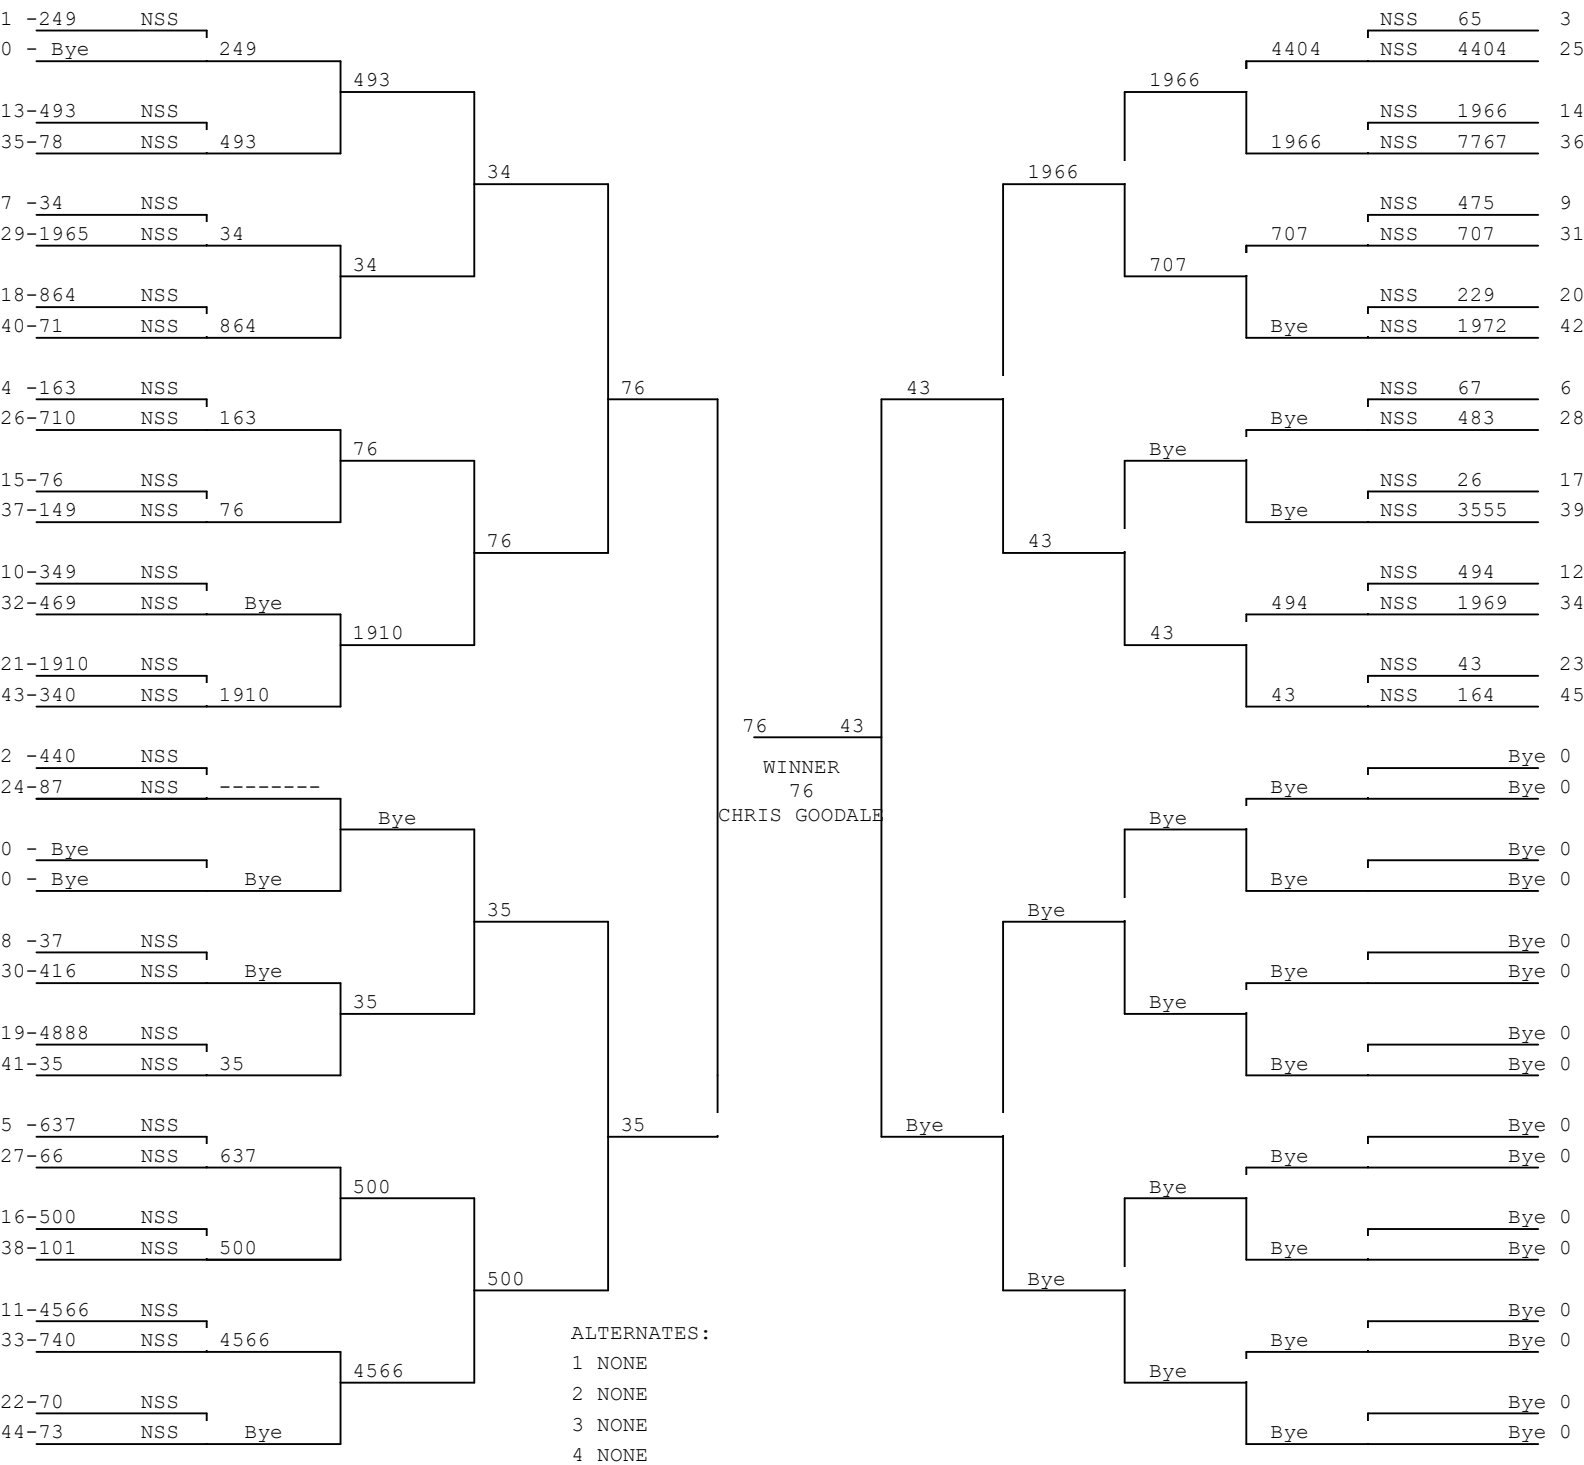 1 -249 NSS NSS 65 3
0 - Bye 249 4404 NSS 4404 25
493 1966
13-493 NSS NSS 1966 14
35-78 NSS 493 1966 NSS 7767 36
34 1966
7 -34 NSS NSS 475 9
29-1965 NSS 34 707 NSS 707 31
34 707
18-864 NSS NSS 229 20
40-71 NSS 864 Bye NSS 1972 42
4 -163 NSS 76 43 NSS 67 6
26-710 NSS 163 Bye NSS 483 28
76 Bye
15-76 NSS NSS 26 17
37-149 NSS 76 Bye NSS 3555 39
76 43
10-349 NSS NSS 494 12
32-469 NSS Bye 494 NSS 1969 34
1910 43
21-1910 NSS NSS 43 23
43-340 NSS 1910 43 NSS 164 45
76 43
2 -440 NSS Bye 0
WINNER
24-87 NSS -------- 76 Bye Bye 0
Bye CHRIS GOODALE Bye
0 - Bye Bye 0
0 - Bye Bye Bye Bye 0
35 Bye
8 -37 NSS Bye 0
30-416 NSS Bye Bye Bye 0
35 Bye
19-4888 NSS Bye 0
41-35 NSS 35 Bye Bye 0
5 -637 NSS 35 Bye Bye 0
27-66 NSS 637 Bye Bye 0
500 Bye
16-500 NSS Bye 0
38-101 NSS 500 Bye Bye 0
500 Bye
11-4566 NSS Bye 0
ALTERNATES:
33-740 NSS 4566 Bye Bye 0
1 NONE
4566 Bye
2 NONE
22-70 NSS Bye 0
3 NONE
44-73 NSS Bye Bye Bye 0
4 NONE